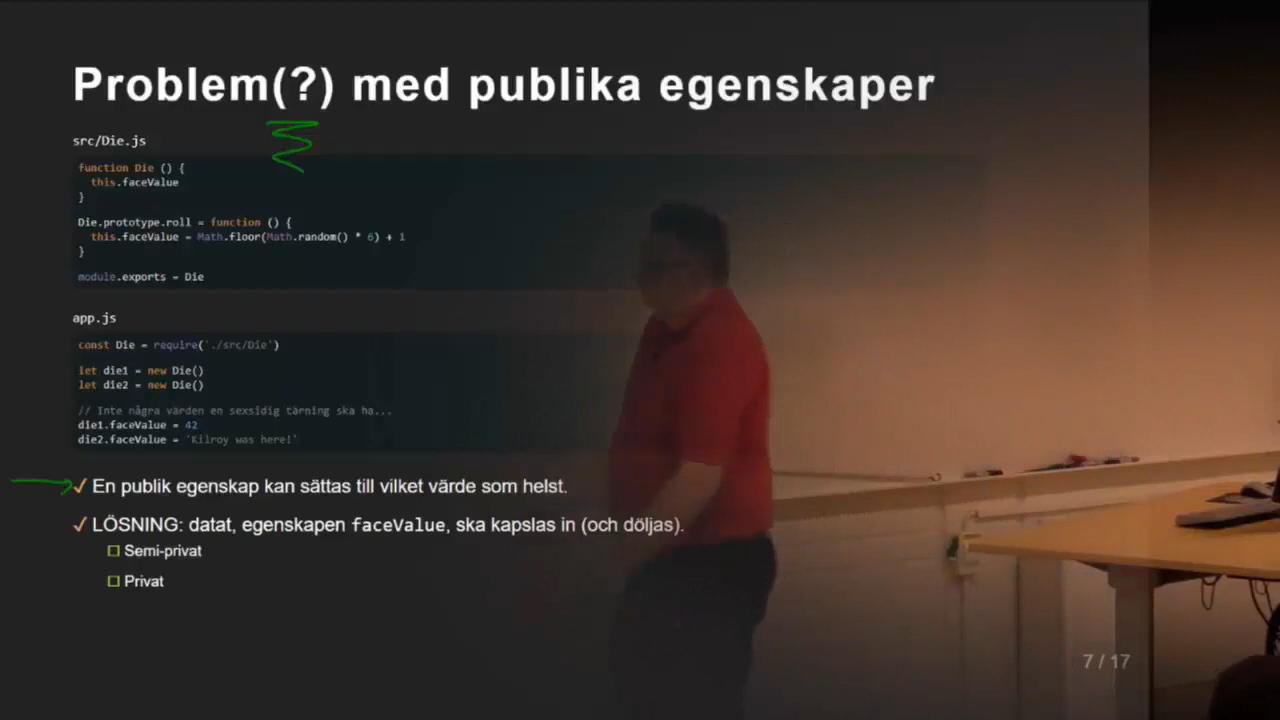 Problem(?) med publika egenskaper
src/Die.js
function Die () {
this.faceValue
}
Die.prototype.roll = function () {
this.faceValue = Math.floor(Math.random() * 6) + 1
}
module.exports = Die
app.js
const Die = require('./src/Die')
let die1 = new Die()
let die2 = new Die()
// Inte några värden en sexsidig tärning ska ha...
die1.faceValue = 42
die2.faceValue = 'Kilroy was here!'
✓ En publik egenskap kan sättas till vilket värde som helst.
✓ LÖSNING: datat, egenskapen faceValue, ska kapslas in (och döljas).
☐ Semi-privat
☐ Privat
7 / 17